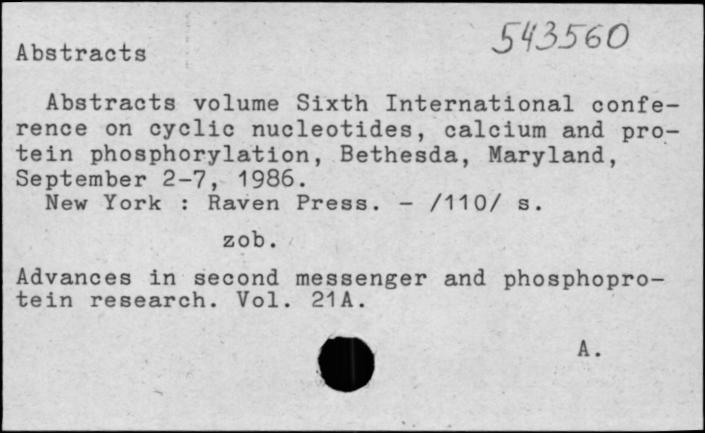 543560
Abstracts
Abstracts volume Sixth International confe-
rence on cyclic nucleotides, calcium and pro-
tein phosphorylation, Bethesda, Maryland,
September 2-7, 1986.
New York : Raven Press. - /110/ s.
zob.
Advances in second messenger and phosphopro-
tein research. Vol. 21A.
A.